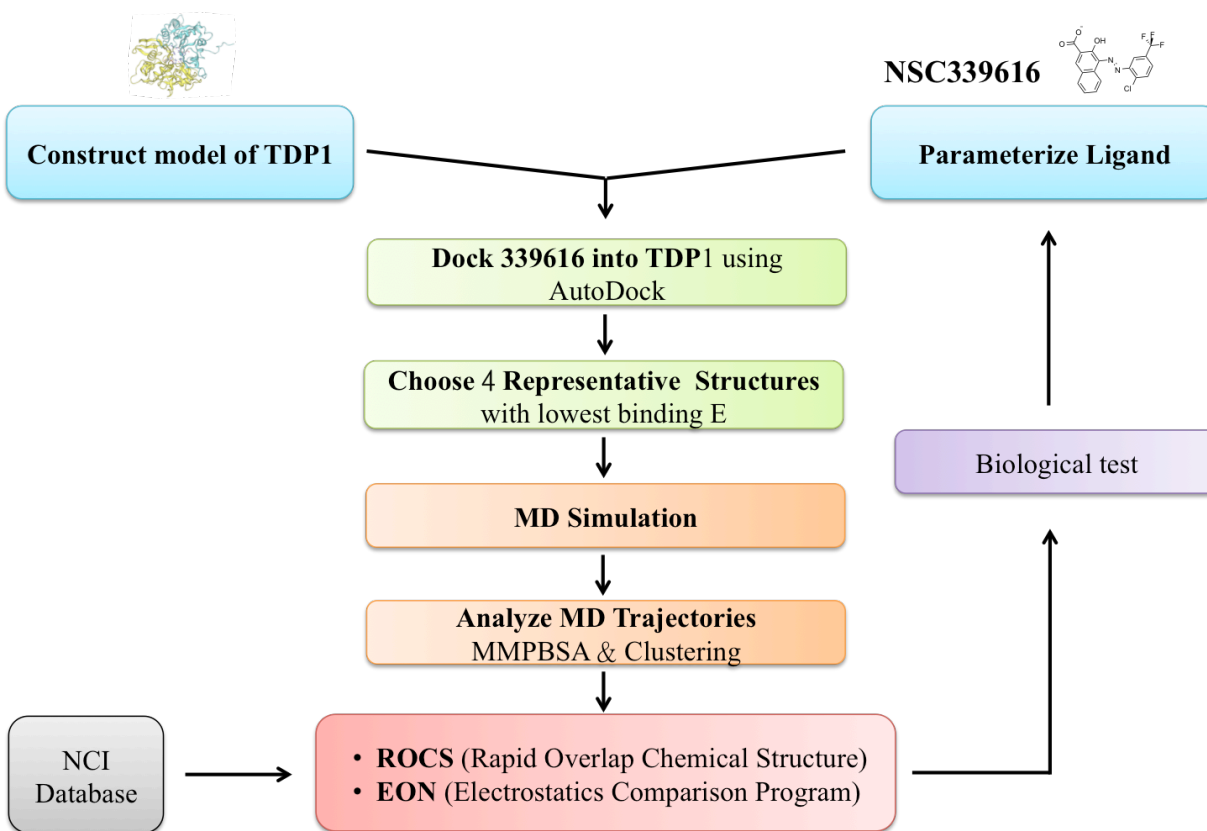 NSC339616
O
O
-
OH
N
N
F
F
F
Cl
Construct model of TDP1
Parameterize Ligand
Dock 339616 into TDP1 using
AutoDock
Choose 4 Representative Structures
with lowest binding E
Biological test
MD Simulation
Analyze MD Trajectories
MMPBSA & Clustering
NCI
Database
• ROCS (Rapid Overlap Chemical Structure)
• EON (Electrostatics Comparison Program)